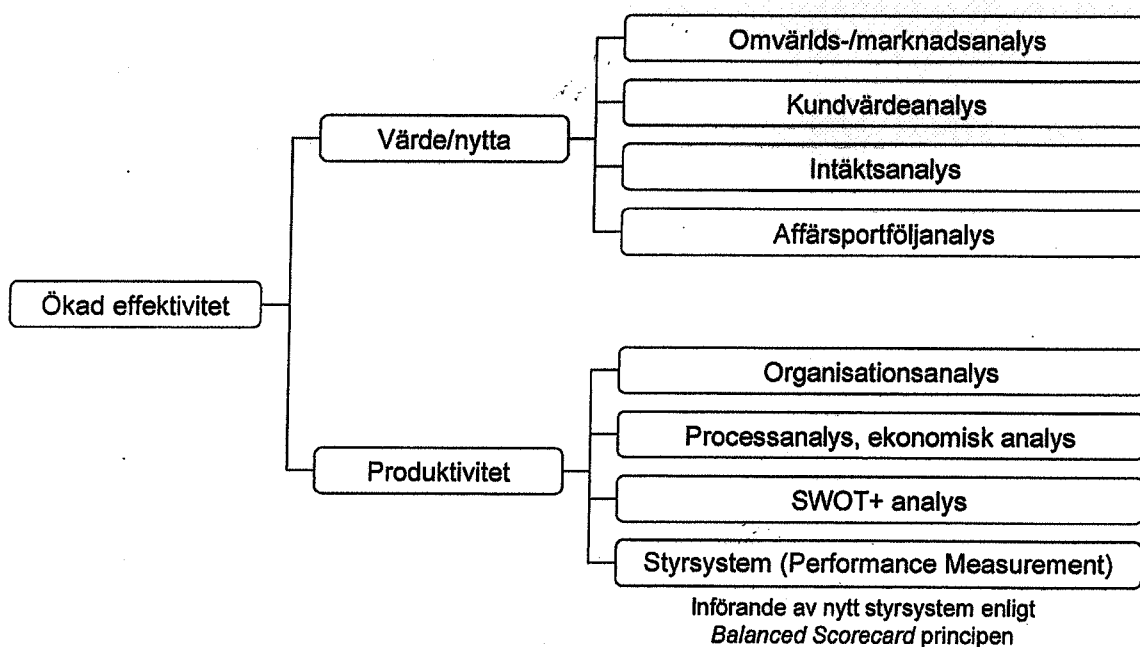 Omvärlds-/marknadsanalys
Kundvärdeanalys
Värde/nytta
Intäktsanalys
Affärsportföljanalys
Ökad effektivitet
Organisationsanalys
Processanalys, ekonomisk analys
Produktivitet
SWOT+ analys
Styrsystem (Performance Measurement)
Införande av nytt styrsystem enligt
Balanced Scorecard principen